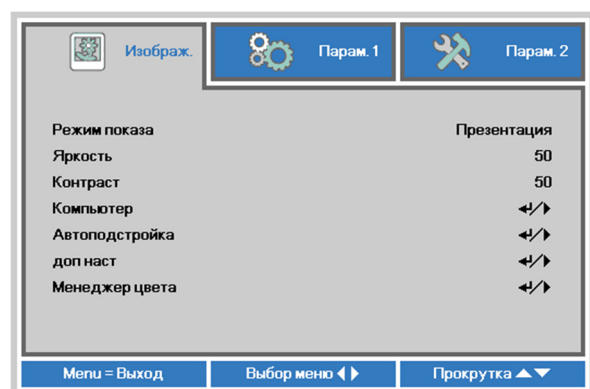 Изображ. Парам. 1 Парам. 2
Режим показа Презентация
Яркость 50
Контраст 50
Компьютер
Автоподстройка
доп наст
Менеджер цвета
Menu = Выход Выбор меню Прокрутка